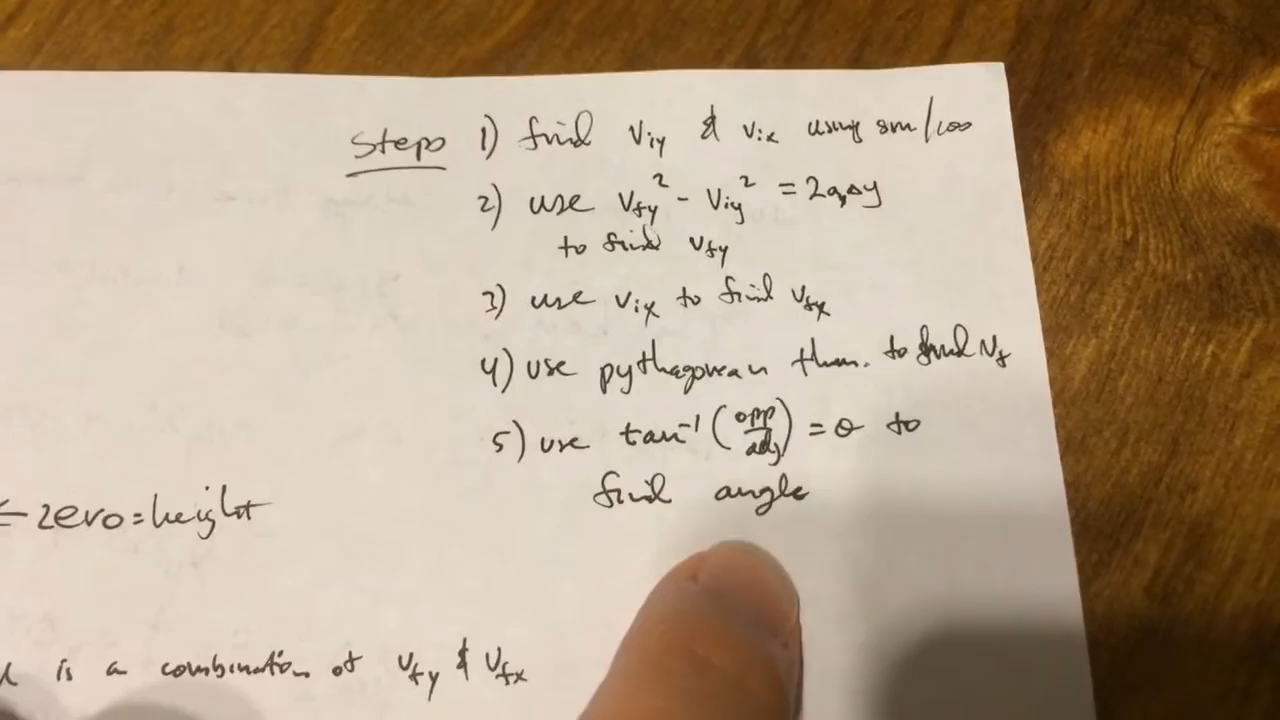 Steps 1) find viy & vix using sin/cos
2) use vfy² - viy² = 2ayΔy
to find vfy
3) use vix to find vfx
4) use pythagorean thm. to find vf
5) use tan⁻¹(opp/adj) = θ to
find angle
← zero = height
is a combination of vfy & vfx